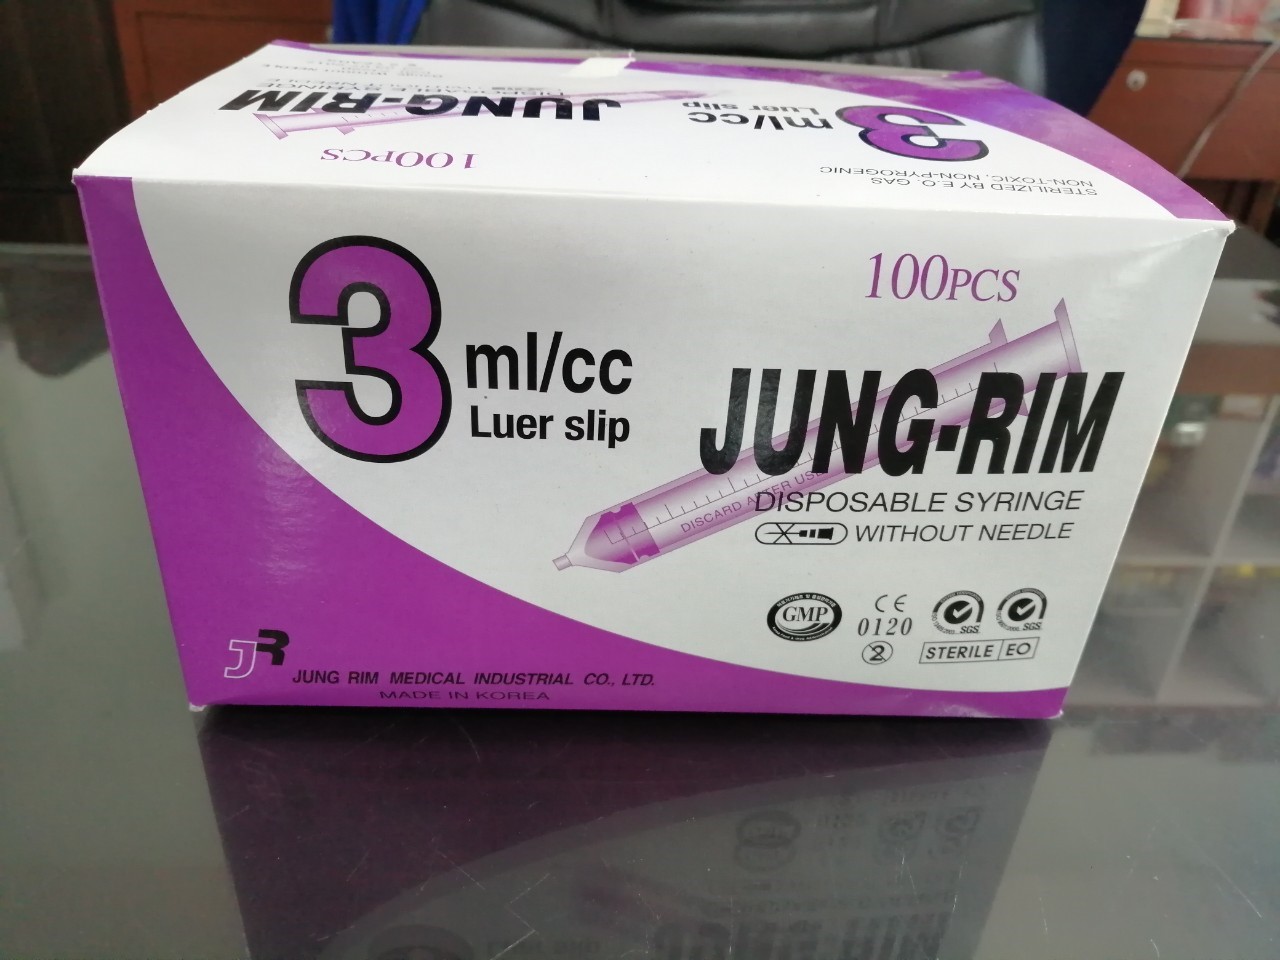 JUNG-RIM
100PCS
3 ml/cc
Luer slip
STERILIZED BY E.O. GAS
NON-TOXIC, NON-PYROGENIC
3 ml/cc
Luer slip
100PCS
JUNG-RIM
DISCARD AFTER USE
DISPOSABLE SYRINGE
WITHOUT NEEDLE
GMP
CE
0120
2
SGS
SGS
STERILE EO
JR
JUNG RIM MEDICAL INDUSTRIAL CO., LTD.
MADE IN KOREA